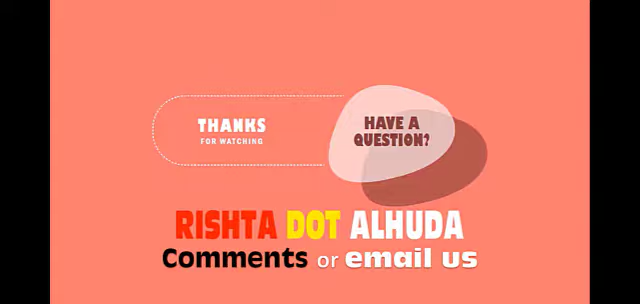 THANKS
FOR WATCHING
HAVE A
QUESTION?
RISHTA DOT ALHUDA
Comments or email us